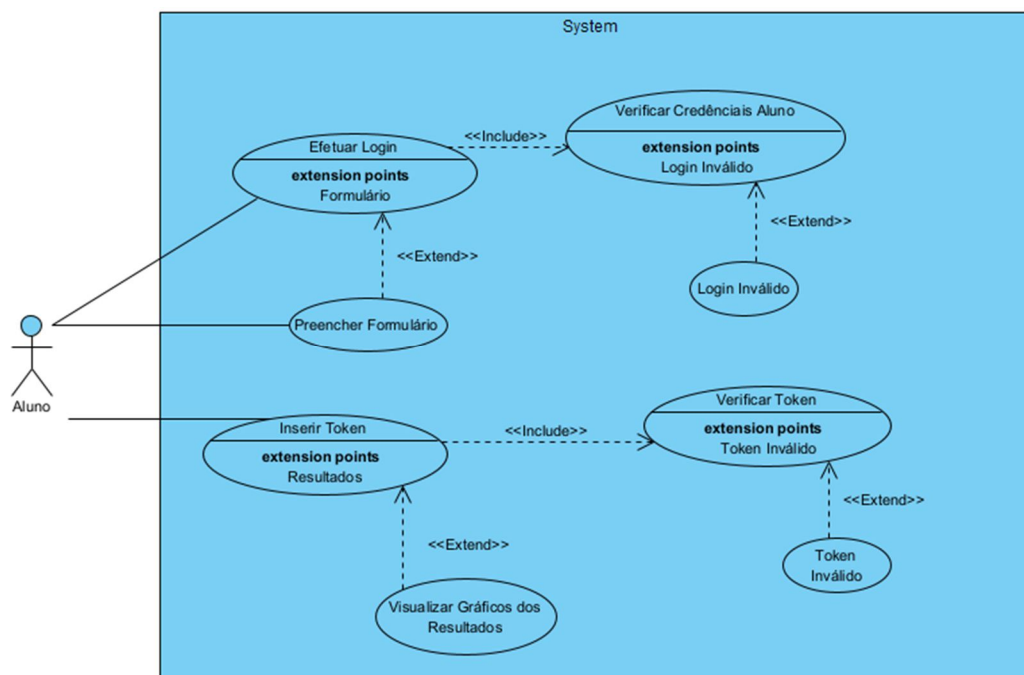 System
Verificar Credênciais Aluno
extension points
Login Inválido
<<Include>>
Efetuar Login
extension points
Formulário
<<Extend>>
<<Extend>>
Login Inválido
Preencher Formulário
Aluno
Verificar Token
extension points
Token Inválido
Inserir Token
extension points
Resultados
<<Include>>
<<Extend>>
<<Extend>>
Token
Inválido
Visualizar Gráficos dos
Resultados